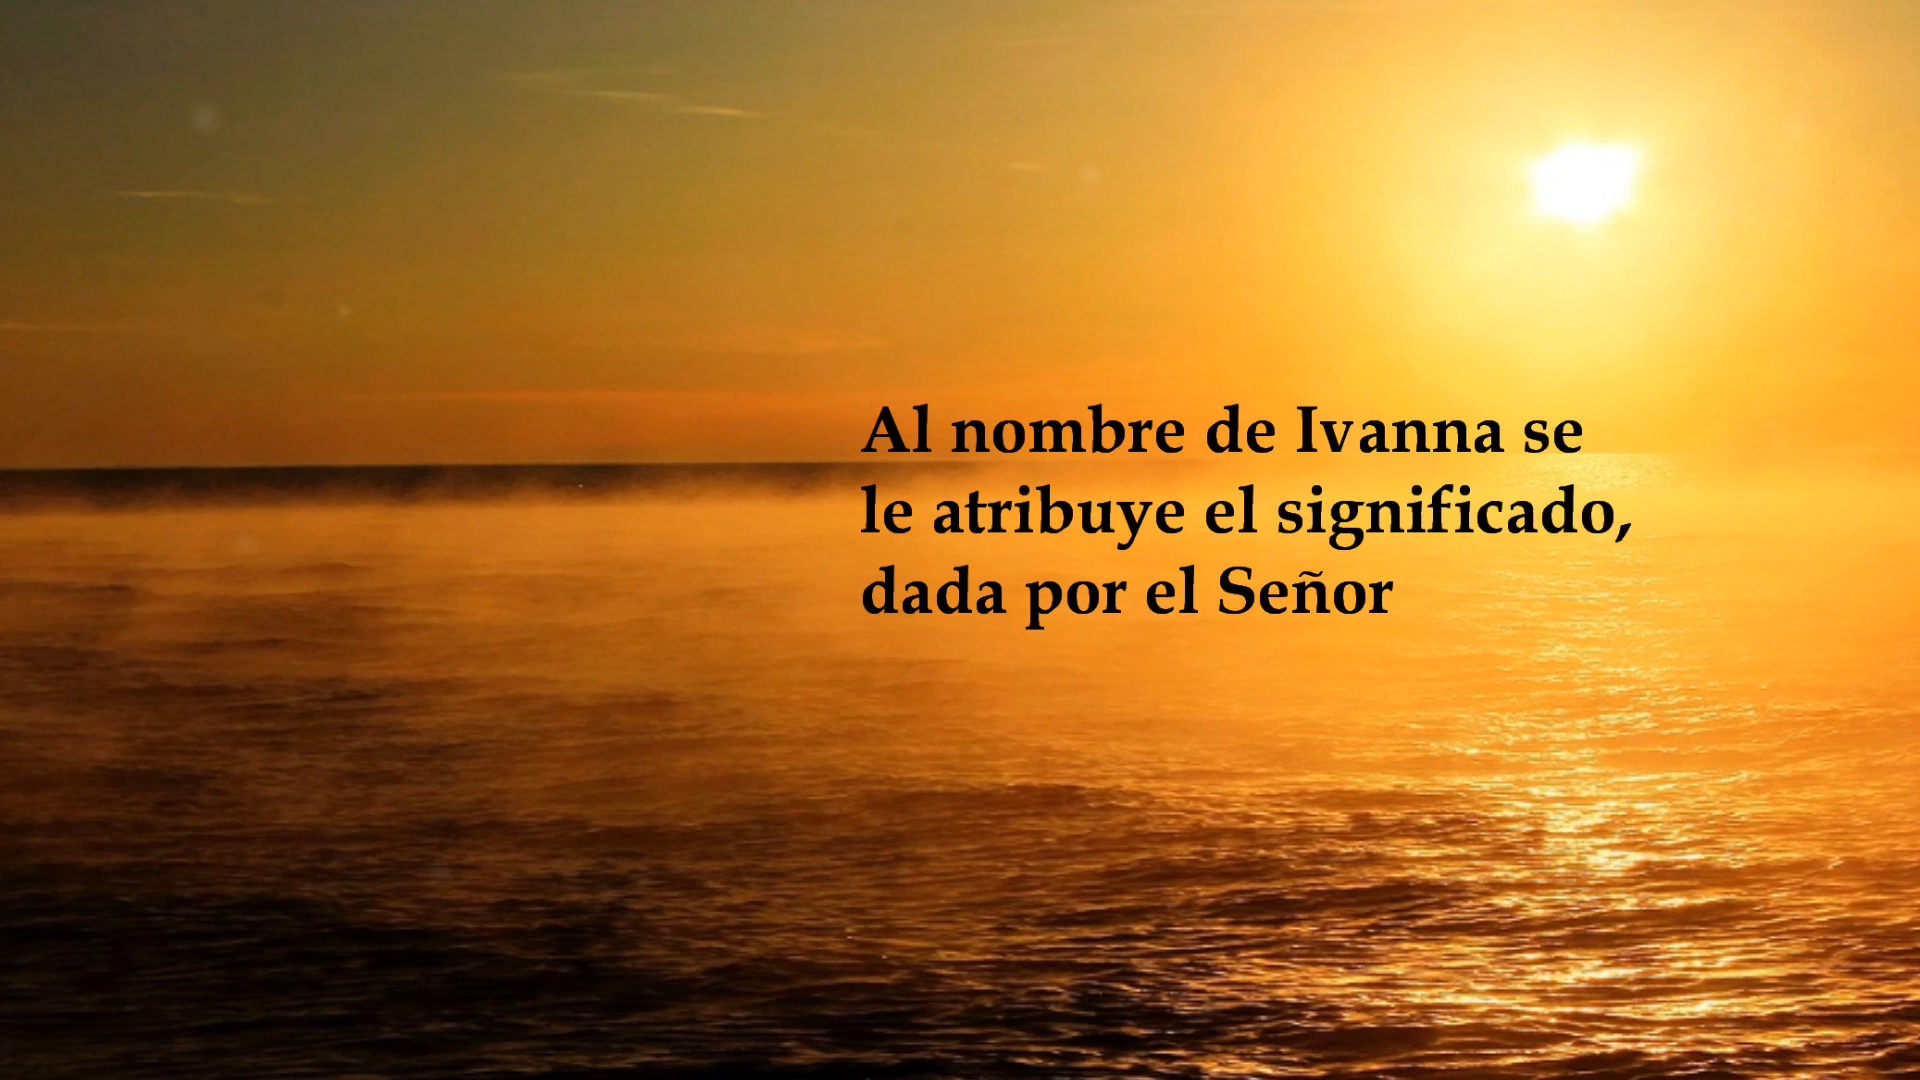 Al nombre de Ivanna se
le atribuye el significado,
dada por el Señor